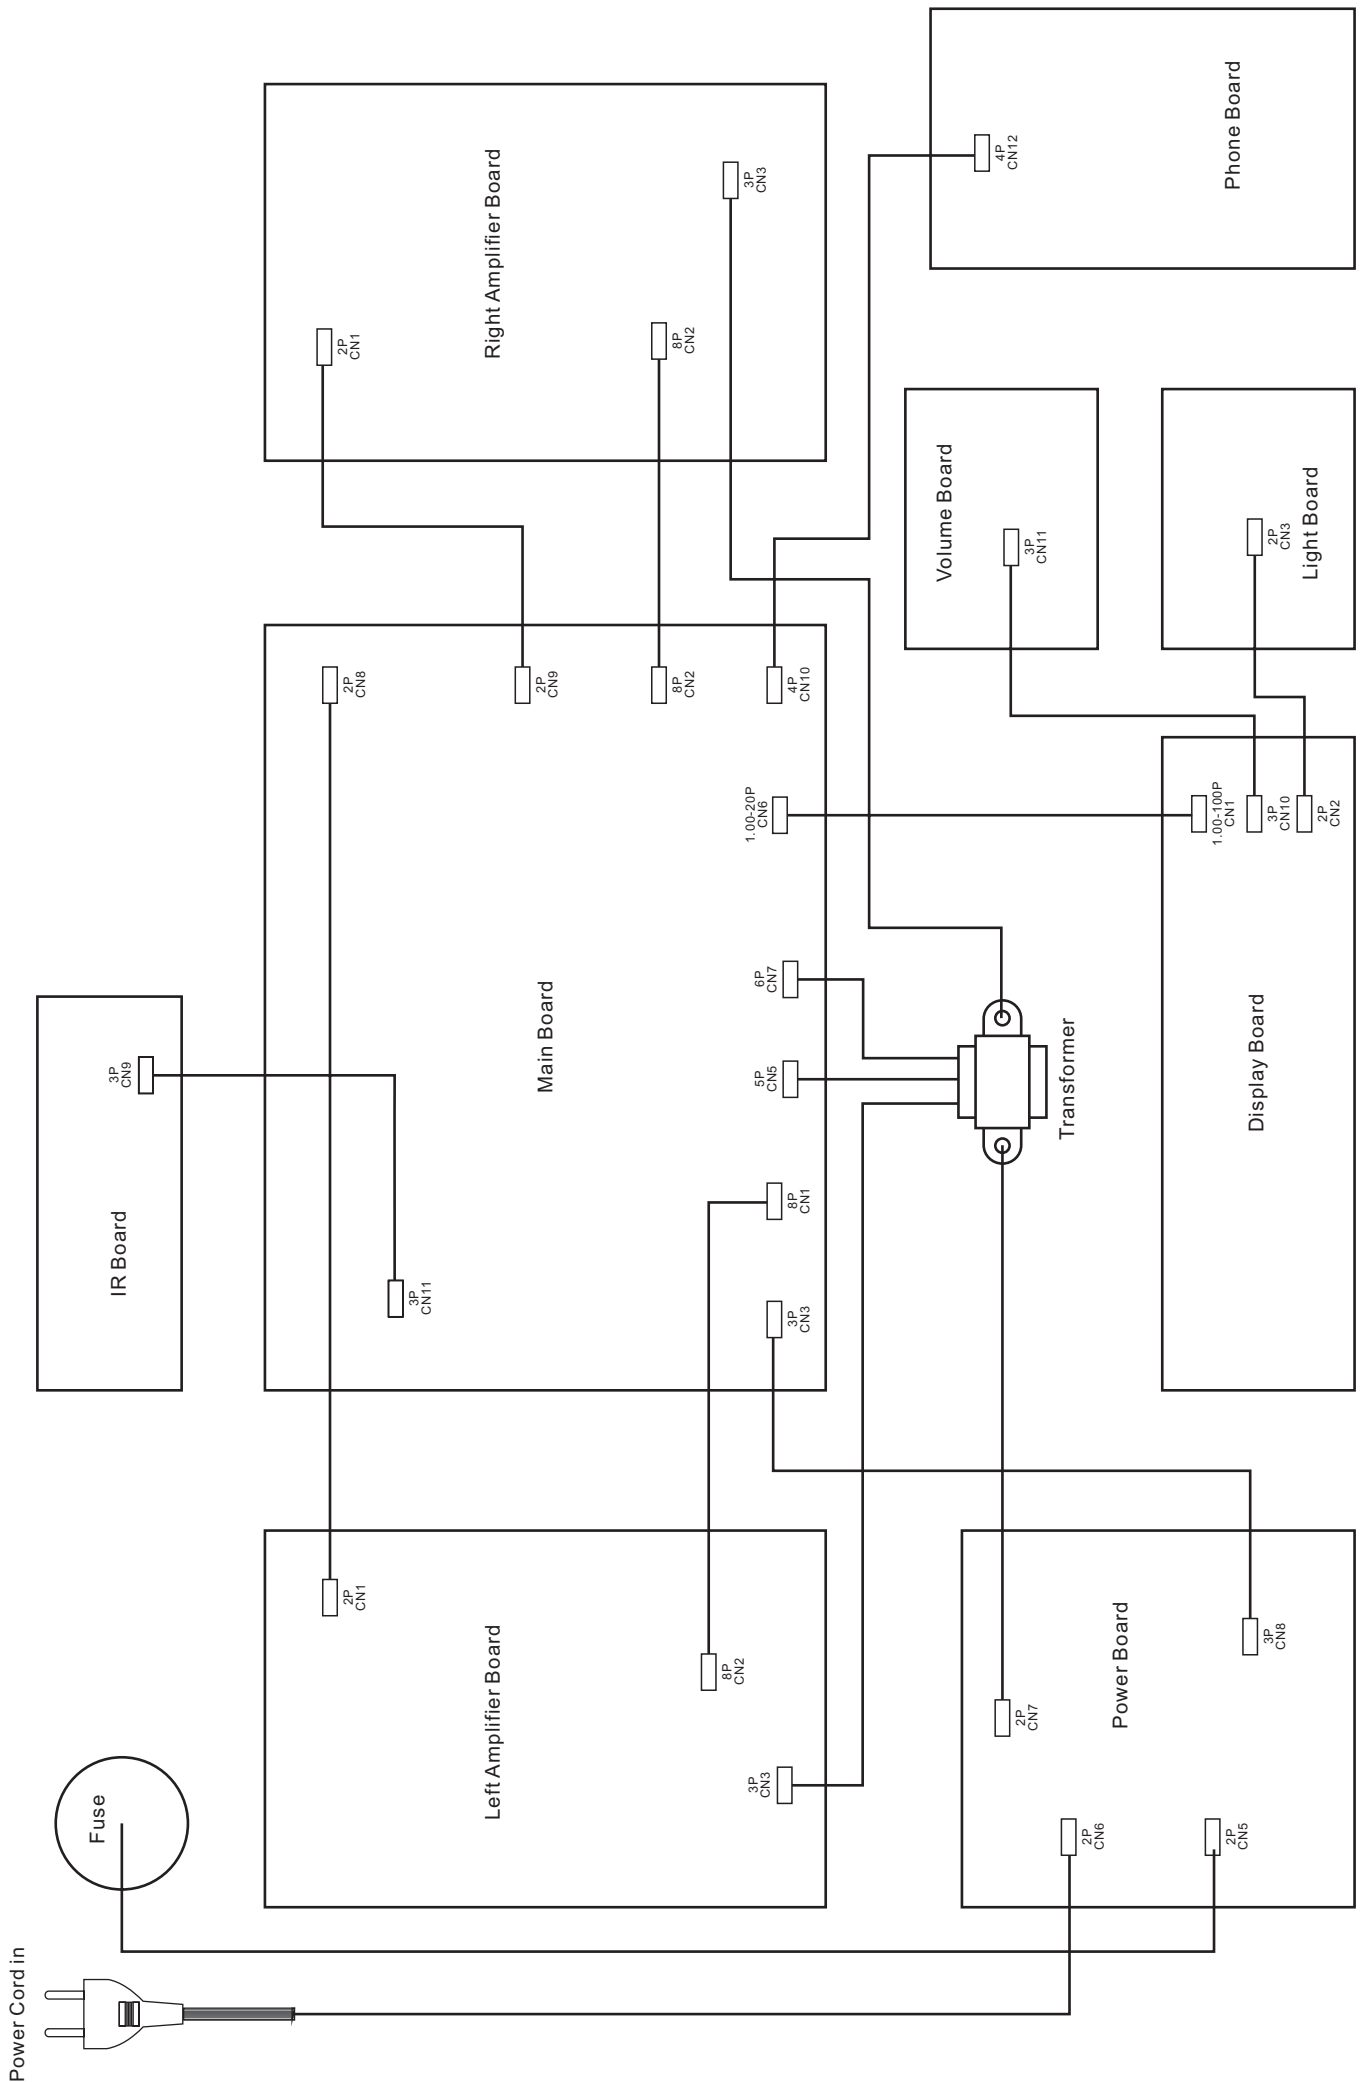 Power Cord in
Fuse
IR Board
3P
CN9
Left Amplifier Board
2P
CN1
8P
CN2
3P
CN3
Main Board
3P
CN11
2P
CN8
2P
CN9
8P
CN2
4P
CN10
3P
CN3
8P
CN1
5P
CN5
6P
CN7
1.00-20P
CN6
Right Amplifier Board
2P
CN1
8P
CN2
3P
CN3
Transformer
Power Board
2P
CN6
2P
CN5
2P
CN7
3P
CN8
Display Board
1.00-100P
CN1
3P
CN10
2P
CN2
Volume Board
3P
CN11
Light Board
2P
CN3
Phone Board
4P
CN12